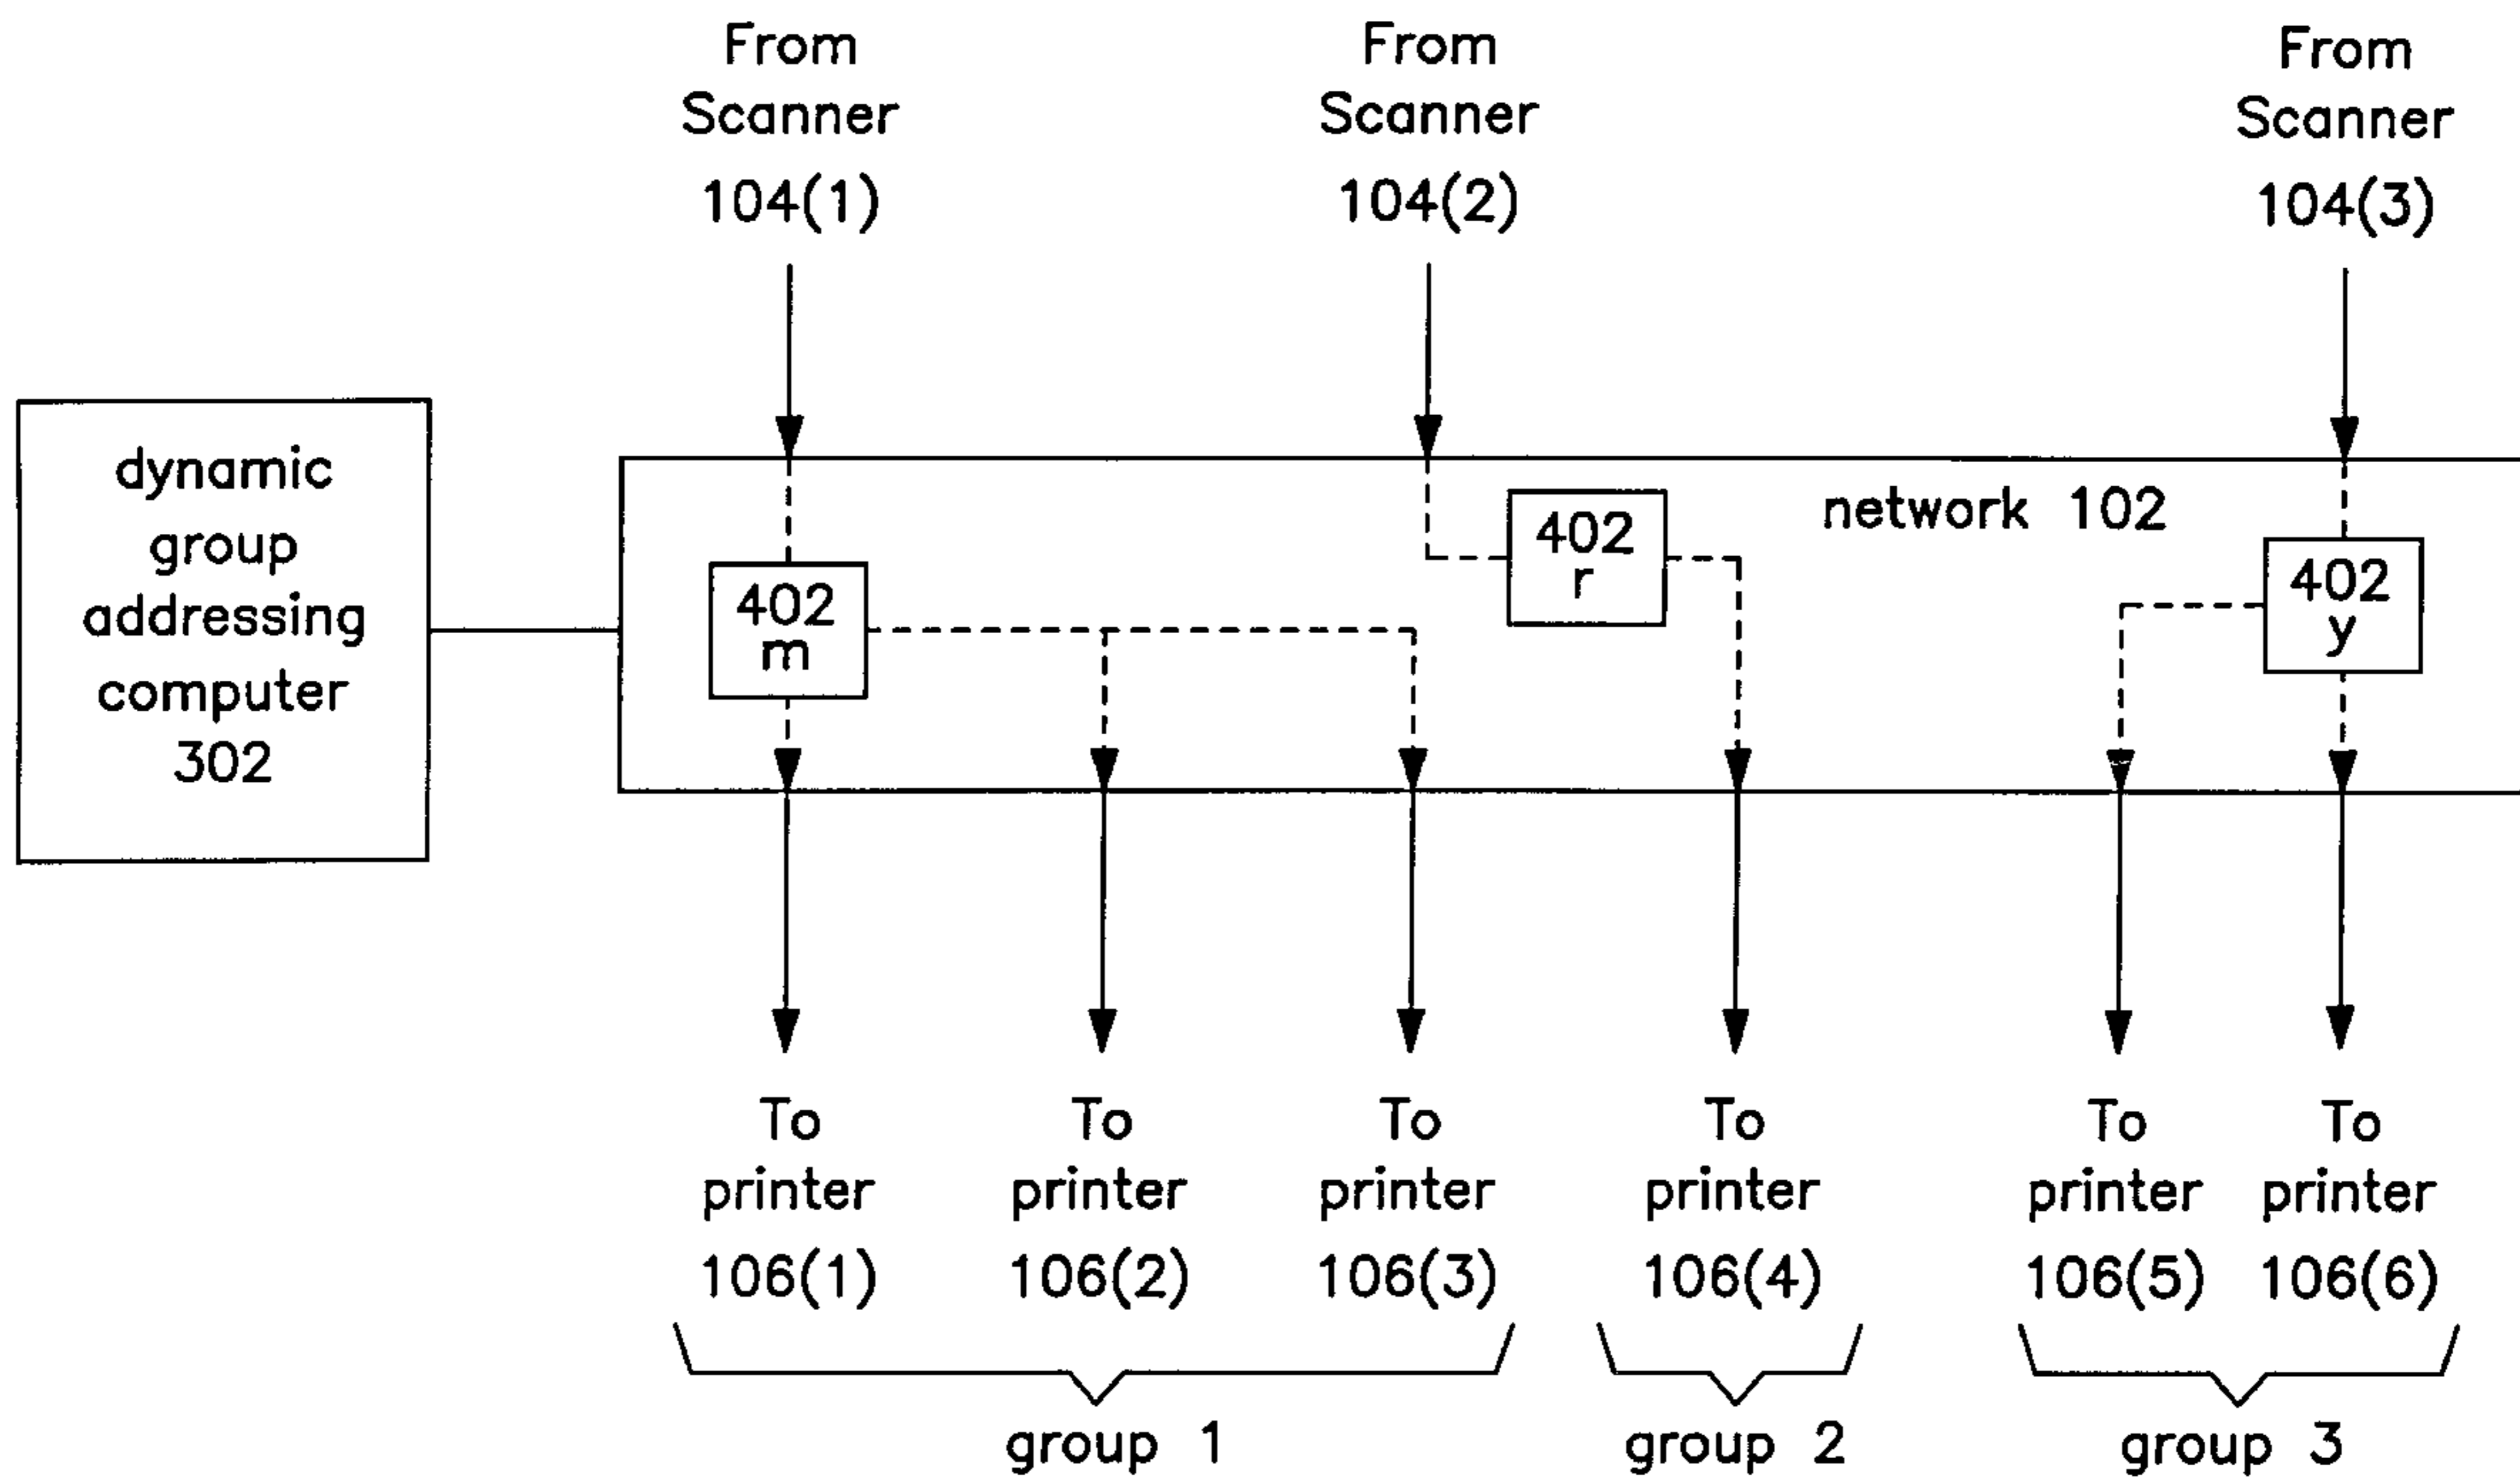 From
Scanner
104(1)
From
Scanner
104(2)
From
Scanner
104(3)
dynamic
group
addressing
computer
302
network 102
402
m
402
r
402
y
To
printer
106(1)
To
printer
106(2)
To
printer
106(3)
To
printer
106(4)
To
printer
106(5)
To
printer
106(6)
group 1
group 2
group 3